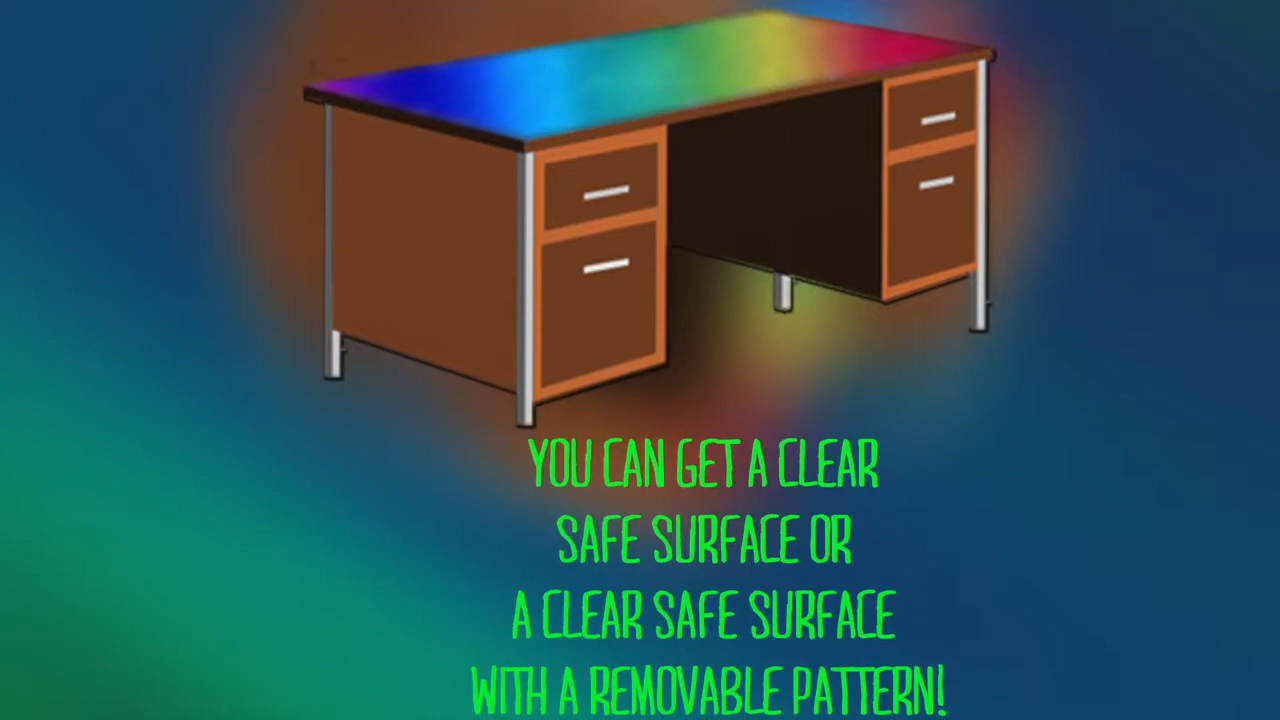 YOU CAN GET A CLEAR
SAFE SURFACE OR
A CLEAR SAFE SURFACE
WITH A REMOVABLE PATTERN!